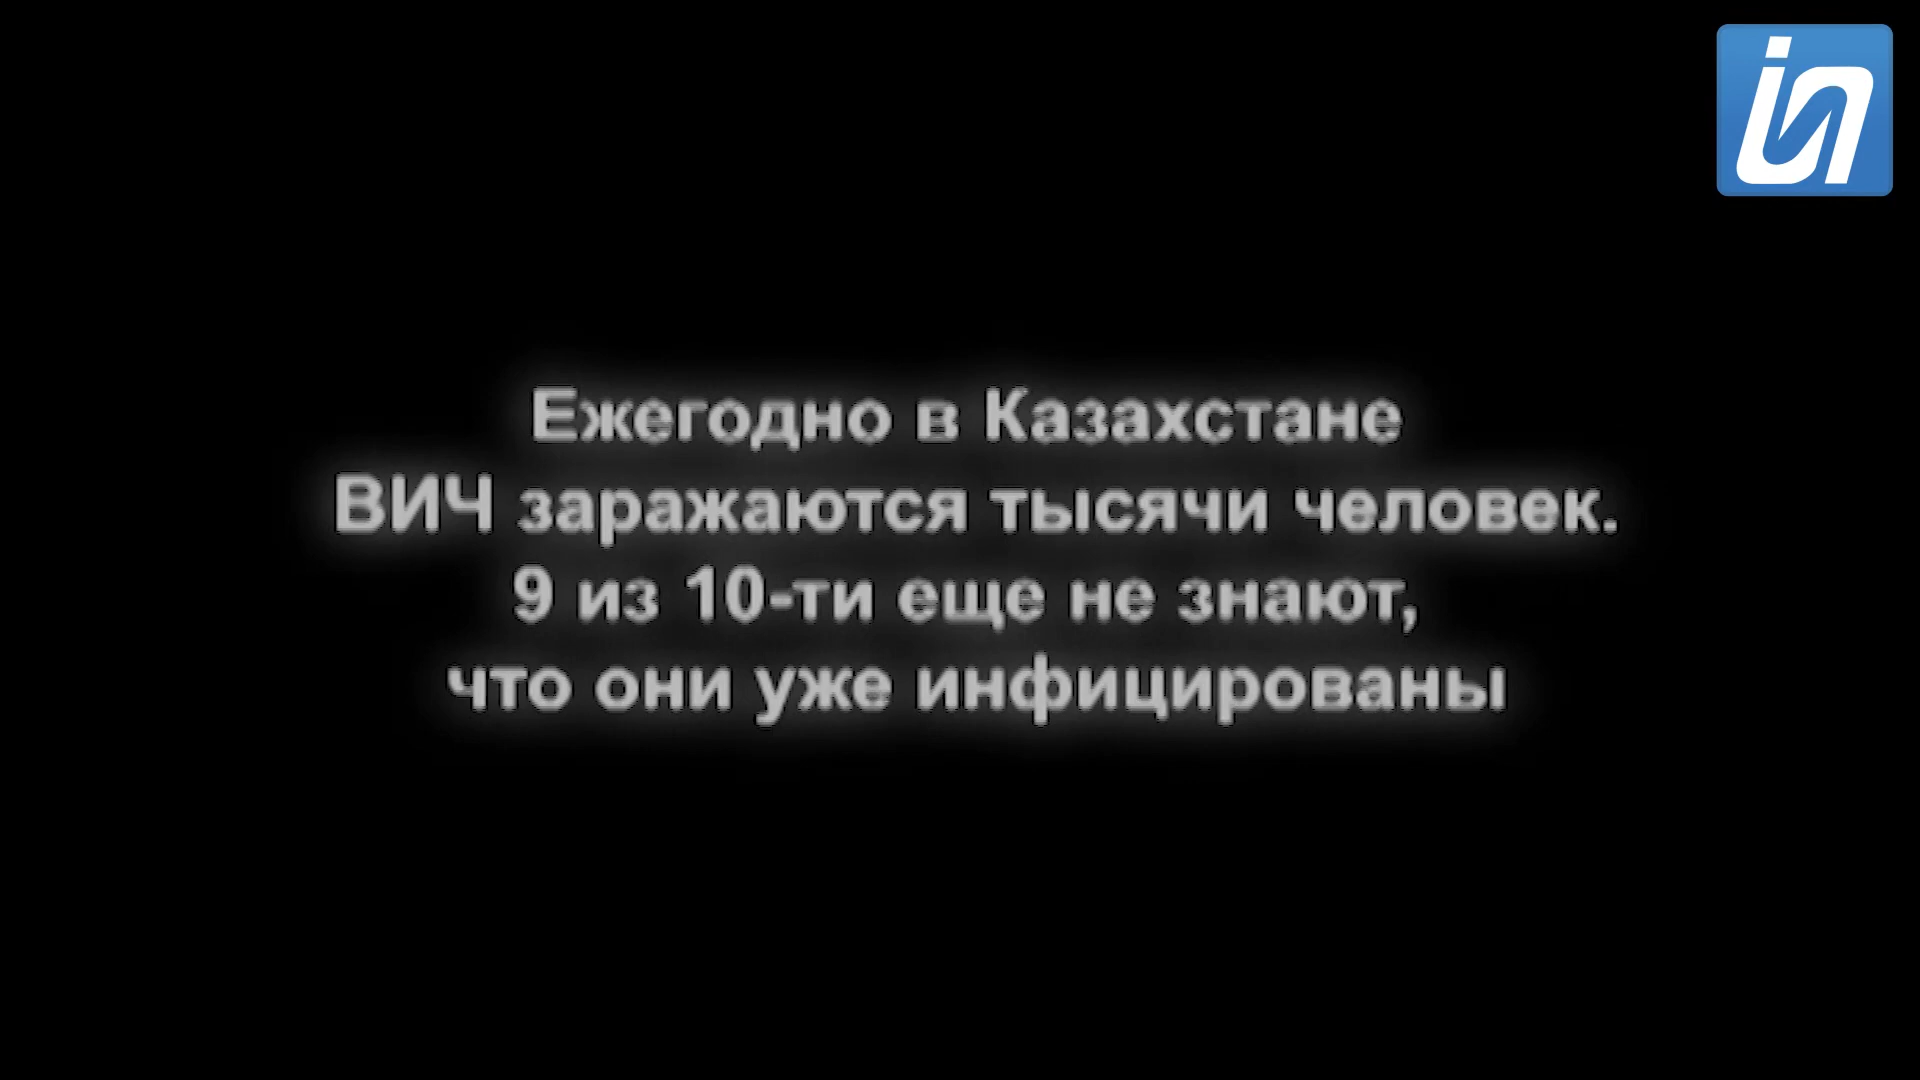 Ежегодно в Казахстане
ВИЧ заражаются тысячи человек.
9 из 10-ти еще не знают,
что они уже инфицированы